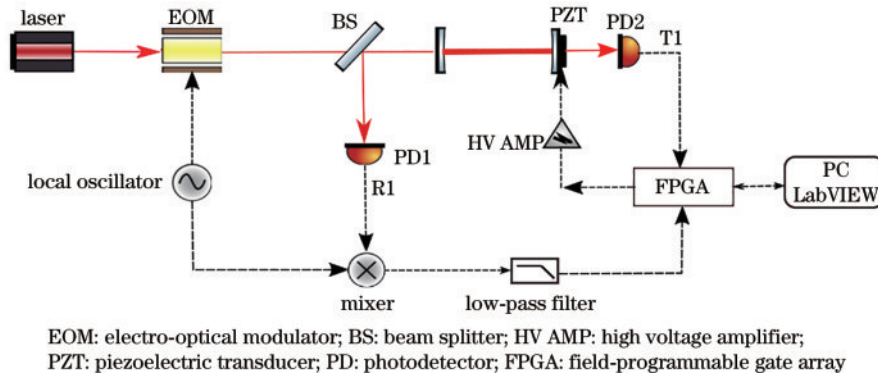 laser
EOM
BS
PZT
PD2
T1
HV AMP
PD1
R1
local oscillator
FPGA
PC
LabVIEW
mixer
low-pass filter
EOM: electro-optical modulator; BS: beam splitter; HV AMP: high voltage amplifier;
PZT: piezoelectric transducer; PD: photodetector; FPGA: field-programmable gate array